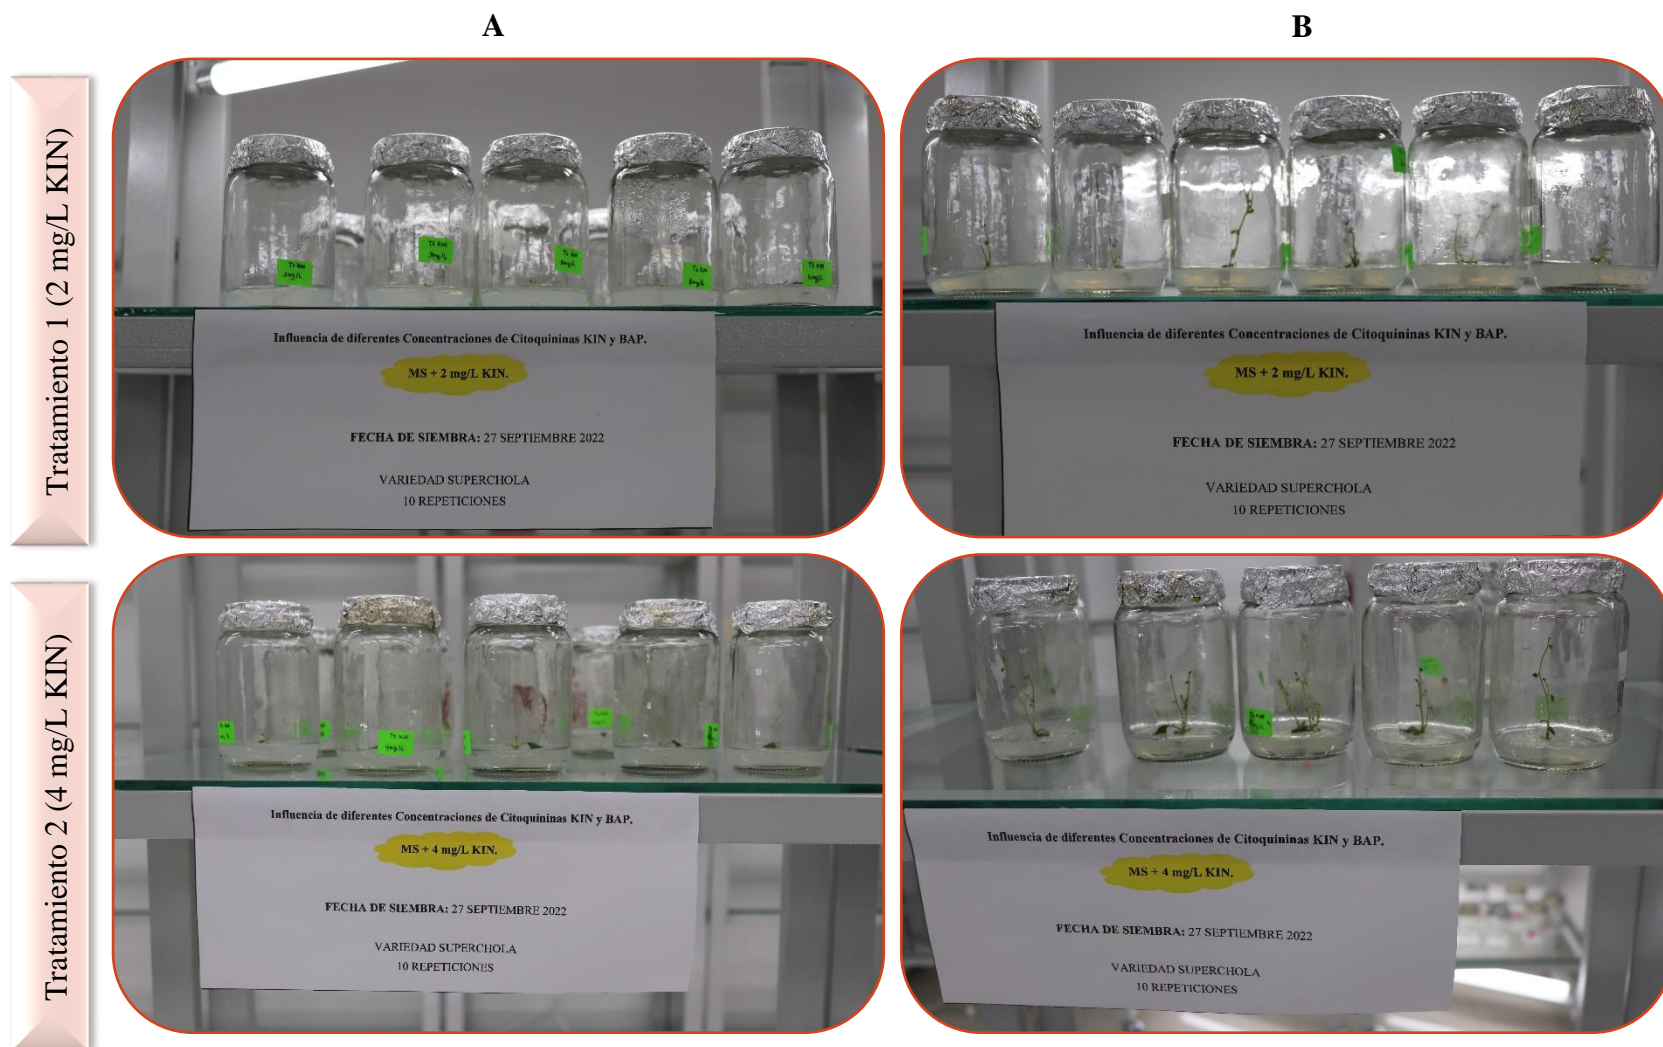 A
B
Tratamiento 1 (2 mg/L KIN)
Influencia de diferentes Concentraciones de Citoquininas KIN y BAP.
MS + 2 mg/L KIN.
FECHA DE SIEMBRA: 27 SEPTIEMBRE 2022
VARIEDAD SUPERCHOLA
10 REPETICIONES
Influencia de diferentes Concentraciones de Citoquininas KIN y BAP.
MS + 2 mg/L KIN.
FECHA DE SIEMBRA: 27 SEPTIEMBRE 2022
VARIEDAD SUPERCHOLA
10 REPETICIONES
Tratamiento 2 (4 mg/L KIN)
4mg/L
Influencia de diferentes Concentraciones de Citoquininas KIN y BAP.
MS + 4 mg/L KIN.
FECHA DE SIEMBRA: 27 SEPTIEMBRE 2022
VARIEDAD SUPERCHOLA
10 REPETICIONES
Influencia de diferentes Concentraciones de Citoquininas KIN y BAP.
MS + 4 mg/L KIN.
FECHA DE SIEMBRA: 27 SEPTIEMBRE 2022
VARIEDAD SUPERCHOLA
10 REPETICIONES